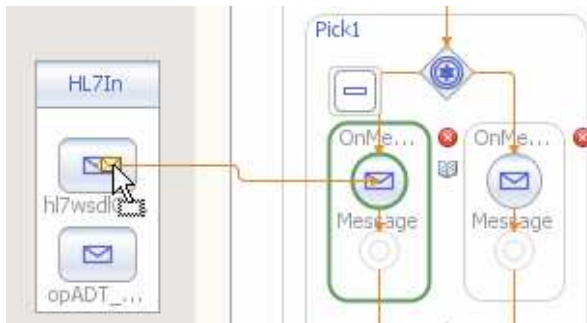 Pick1
HL7In
OnMe...
OnMe...
hl7wsdl
Message
Message
opADT_...